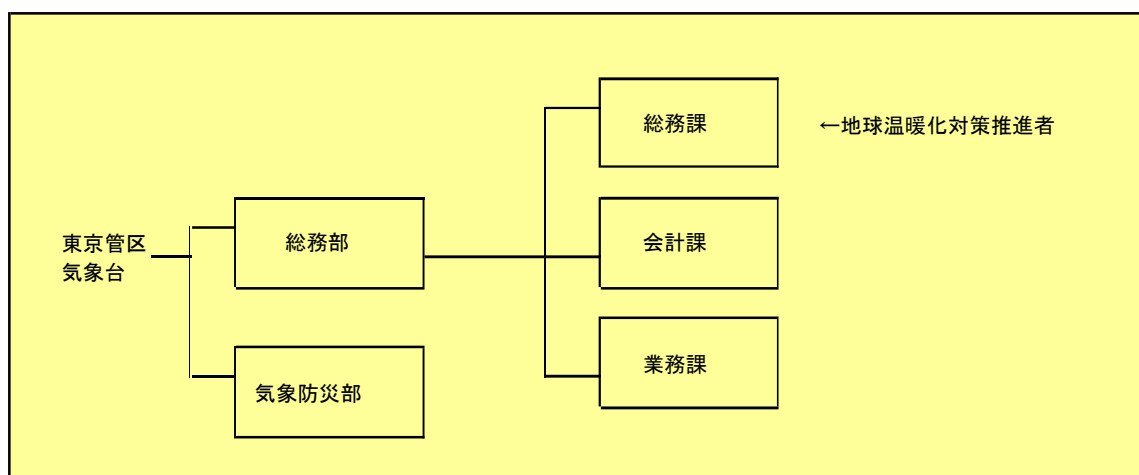 東京管区
気象台
総務部
気象防災部
総務課
←地球温暖化対策推進者
会計課
業務課